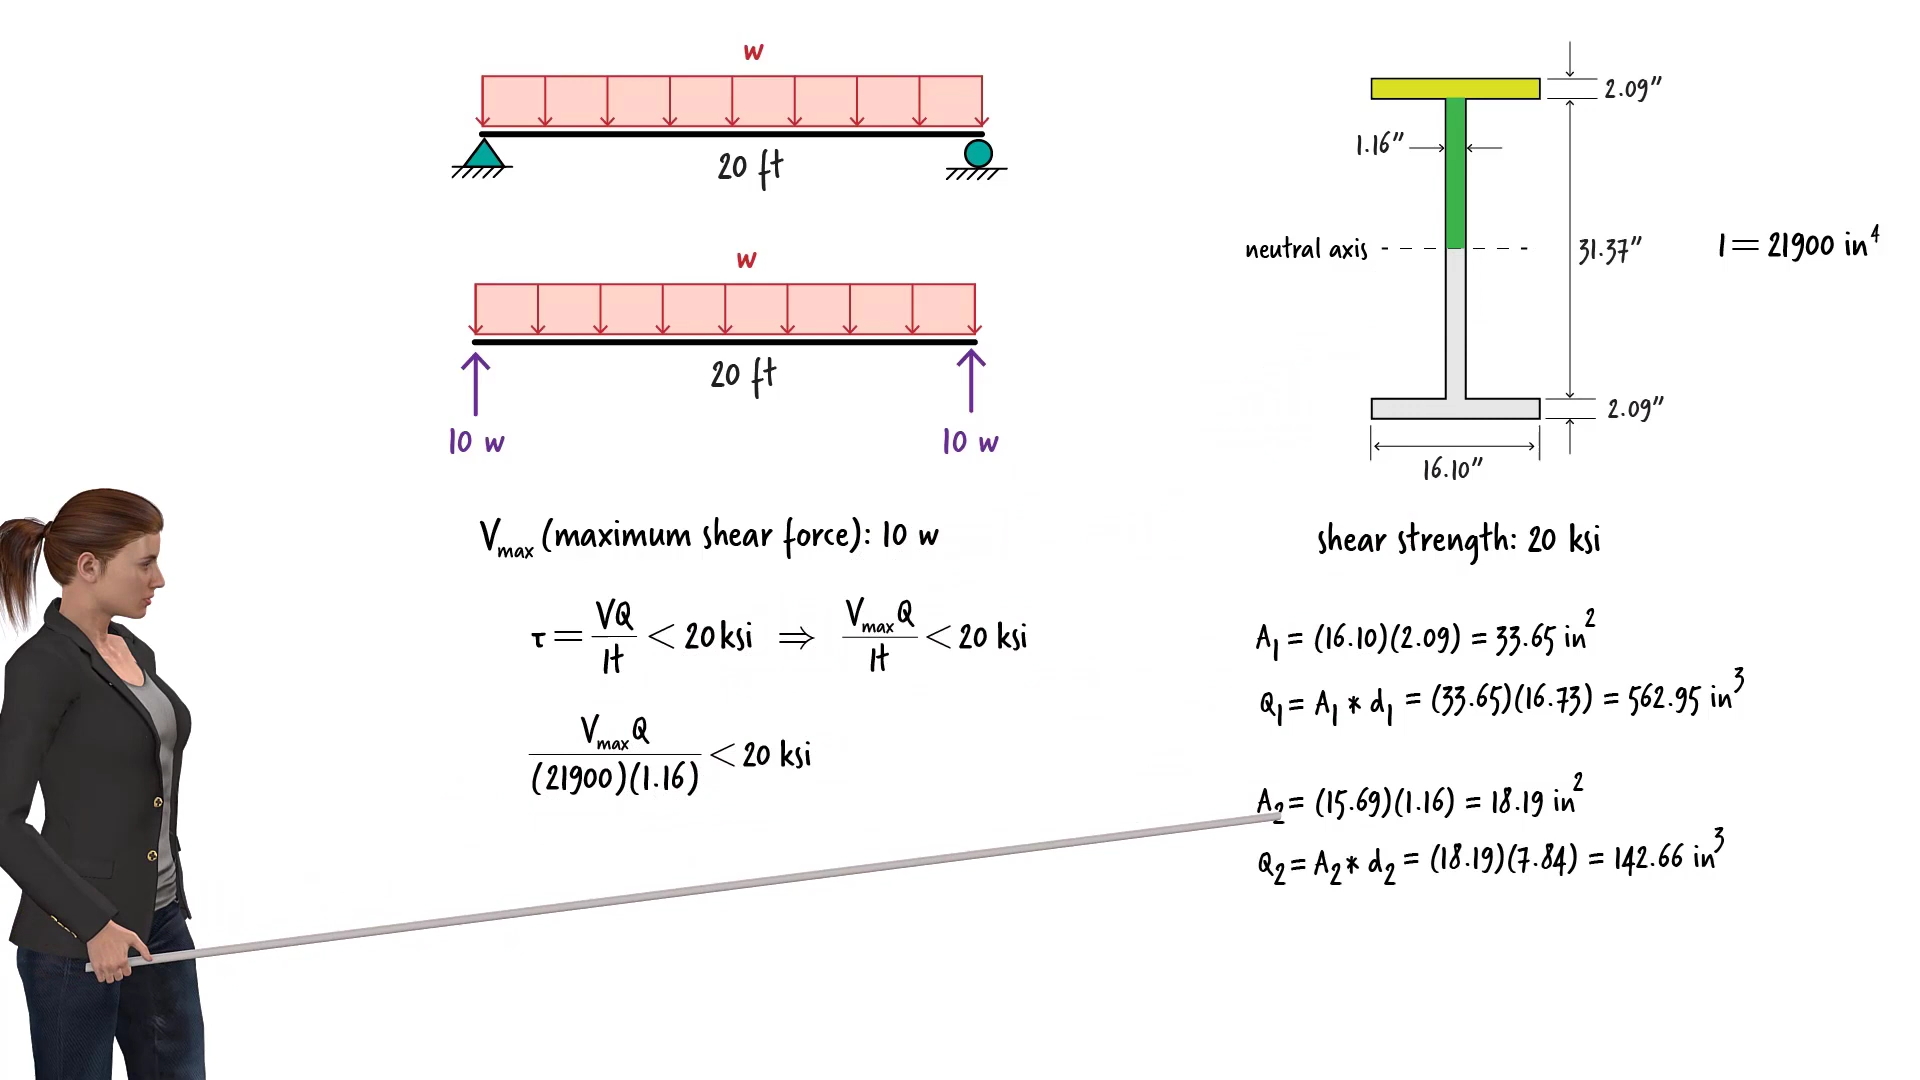 w
20 ft
w
20 ft
10 w
10 w
V_max (maximum shear force): 10 w
τ = VQ/It < 20 ksi ⇒ V_max Q/It < 20 ksi
V_max Q/(21900)(1.16) < 20 ksi
2.09"
1.16"
neutral axis
31.37"
I = 21900 in⁴
2.09"
16.10"
shear strength: 20 ksi
A₁ = (16.10)(2.09) = 33.65 in²
Q₁ = A₁ * d₁ = (33.65)(16.73) = 562.95 in³
A₂ = (15.69)(1.16) = 18.19 in²
Q₂ = A₂ * d₂ = (18.19)(7.84) = 142.66 in³